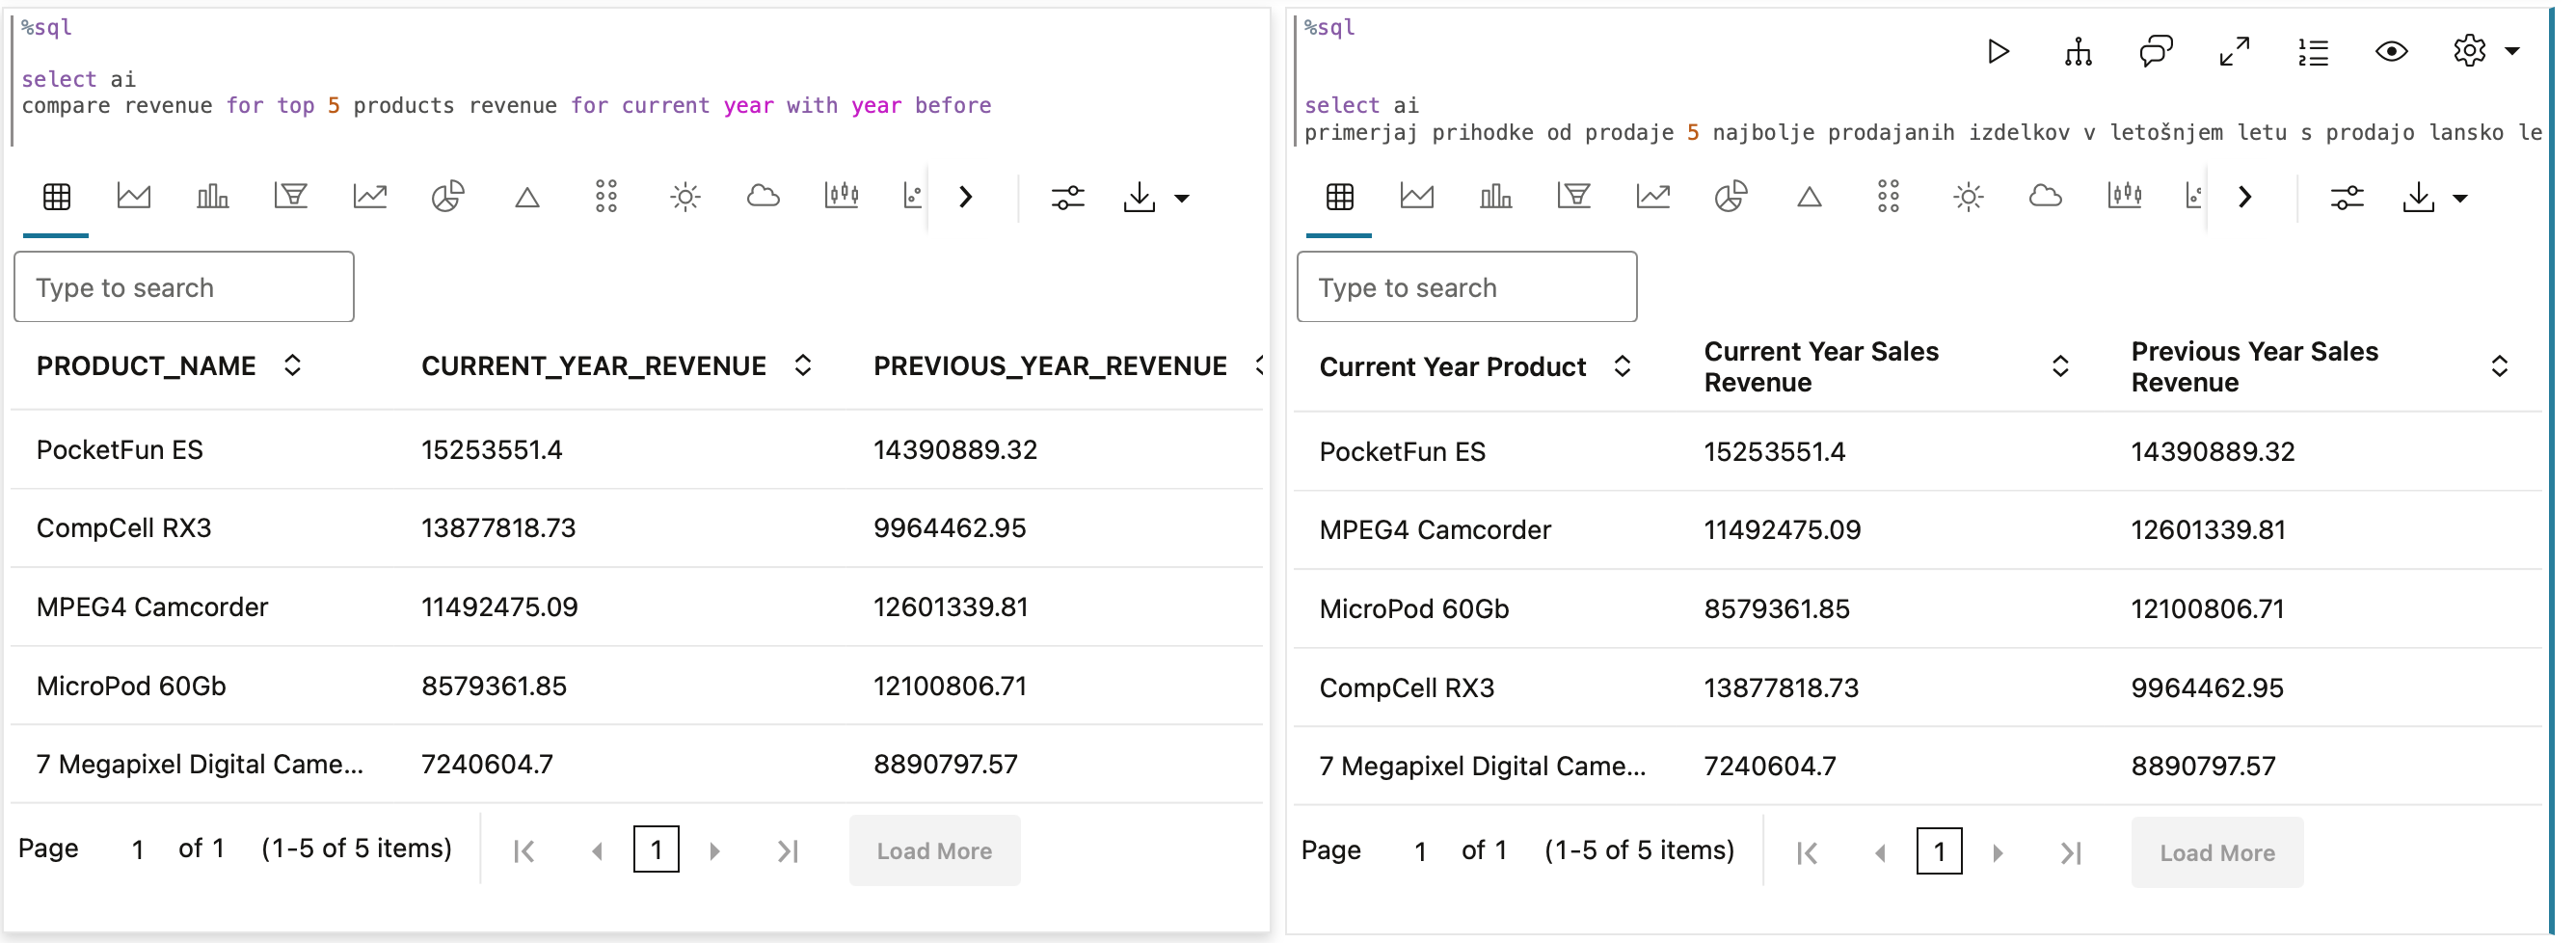 %sql
select ai
compare revenue for top 5 products revenue for current year with year before
Type to search
PRODUCT_NAME CURRENT_YEAR_REVENUE PREVIOUS_YEAR_REVENUE
PocketFun ES 15253551.4 14390889.32
CompCell RX3 13877818.73 9964462.95
MPEG4 Camcorder 11492475.09 12601339.81
MicroPod 60Gb 8579361.85 12100806.71
7 Megapixel Digital Came... 7240604.7 8890797.57
Page 1 of 1 (1-5 of 5 items) 1 Load More
%sql
select ai
primerjaj prihodke od prodaje 5 najbolje prodajanih izdelkov v letošnjem letu s prodajo lansko le
Type to search
Current Year Product Current Year Sales Revenue Previous Year Sales Revenue
PocketFun ES 15253551.4 14390889.32
MPEG4 Camcorder 11492475.09 12601339.81
MicroPod 60Gb 8579361.85 12100806.71
CompCell RX3 13877818.73 9964462.95
7 Megapixel Digital Came... 7240604.7 8890797.57
Page 1 of 1 (1-5 of 5 items) 1 Load More